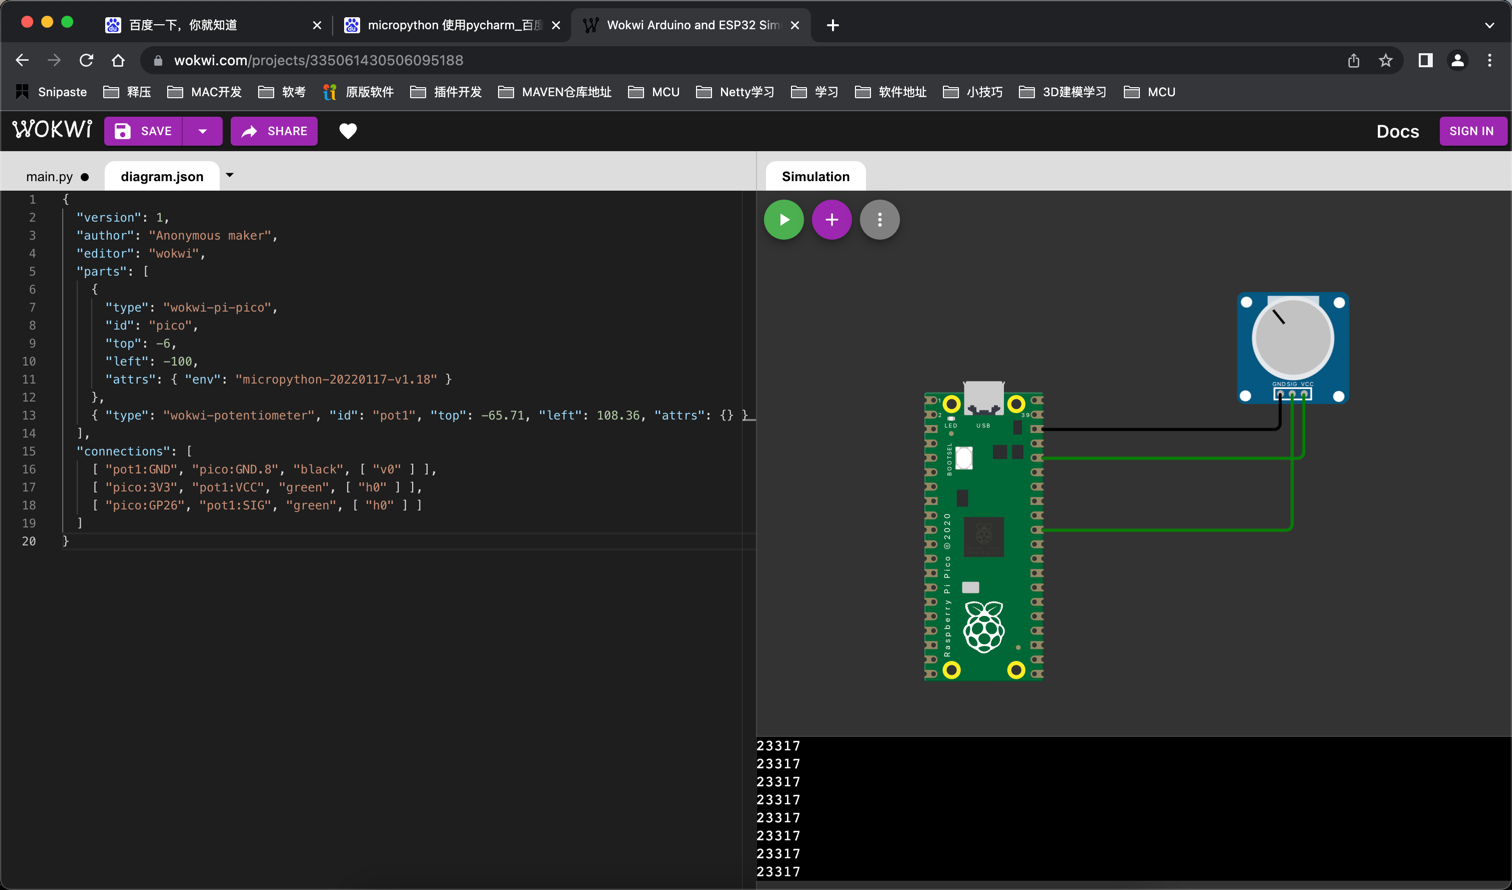 百度一下，你就知道
micropython 使用pycharm_百度
Wokwi Arduino and ESP32 Sim
wokwi.com/projects/335061430506095188
Snipaste 释压 MAC开发 软考 原版软件 插件开发 MAVEN仓库地址 MCU Netty学习 学习 软件地址 小技巧 3D建模学习 MCU
WOKWi SAVE SHARE Docs SIGN IN
main.py ● diagram.json
1 {
2 "version": 1,
3 "author": "Anonymous maker",
4 "editor": "wokwi",
5 "parts": [
6 {
7 "type": "wokwi-pi-pico",
8 "id": "pico",
9 "top": -6,
10 "left": -100,
11 "attrs": { "env": "micropython-20220117-v1.18" }
12 },
13 { "type": "wokwi-potentiometer", "id": "pot1", "top": -65.71, "left": 108.36, "attrs": {} }
14 ],
15 "connections": [
16 [ "pot1:GND", "pico:GND.8", "black", [ "v0" ] ],
17 [ "pico:3V3", "pot1:VCC", "green", [ "h0" ] ],
18 [ "pico:GP26", "pot1:SIG", "green", [ "h0" ] ]
19 ]
20 }
Simulation
GND SIG VCC
1
2
39
LED
USB
BOOTSEL
Raspberry Pi Pico ©2020
23317
23317
23317
23317
23317
23317
23317
23317